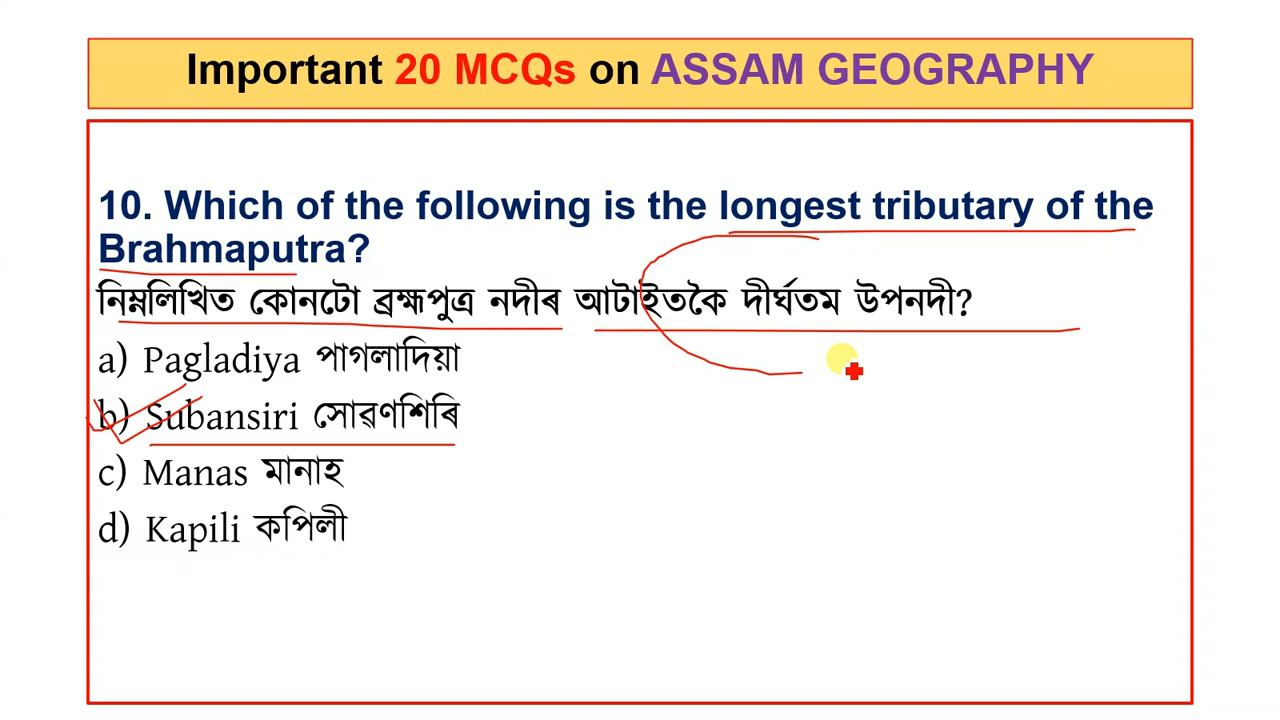 Important 20 MCQs on ASSAM GEOGRAPHY
10. Which of the following is the longest tributary of the
Brahmaputra?
নিম্নলিখিত কোনটো ব্ৰহ্মপুত্ৰ নদীৰ আটাইতকৈ দীৰ্ঘতম উপনদী?
a) Pagladiya পাগলাদিয়া
b) Subansiri সোৱণশিৰি
c) Manas মানাহ
d) Kapili কপিলী